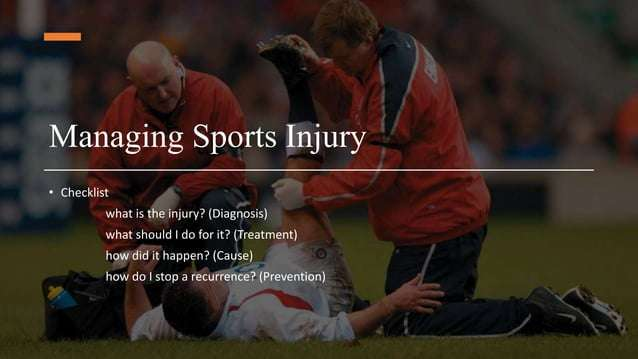 Managing Sports Injury
• Checklist
what is the injury? (Diagnosis)
what should I do for it? (Treatment)
how did it happen? (Cause)
how do I stop a recurrence? (Prevention)